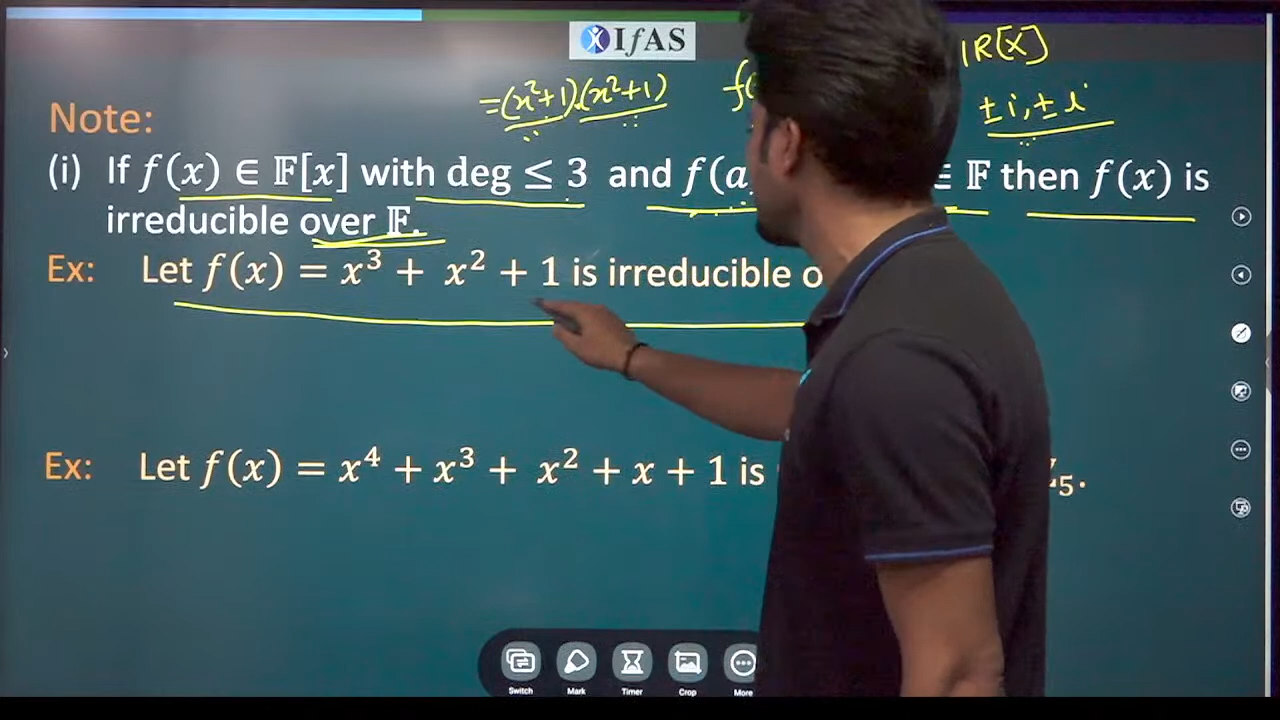 IfAS
IR[x]
=(x²+1).(x²+1) f(
±i, ±i
Note:
(i) If f(x) ∈ 𝔽[x] with deg ≤ 3 and f(a ∈ 𝔽 then f(x) is
irreducible over 𝔽.
Ex: Let f(x) = x³ + x² + 1 is irreducible o
Ex: Let f(x) = x⁴ + x³ + x² + x + 1 is ℤ₅.
Switch Mark Timer Crop More